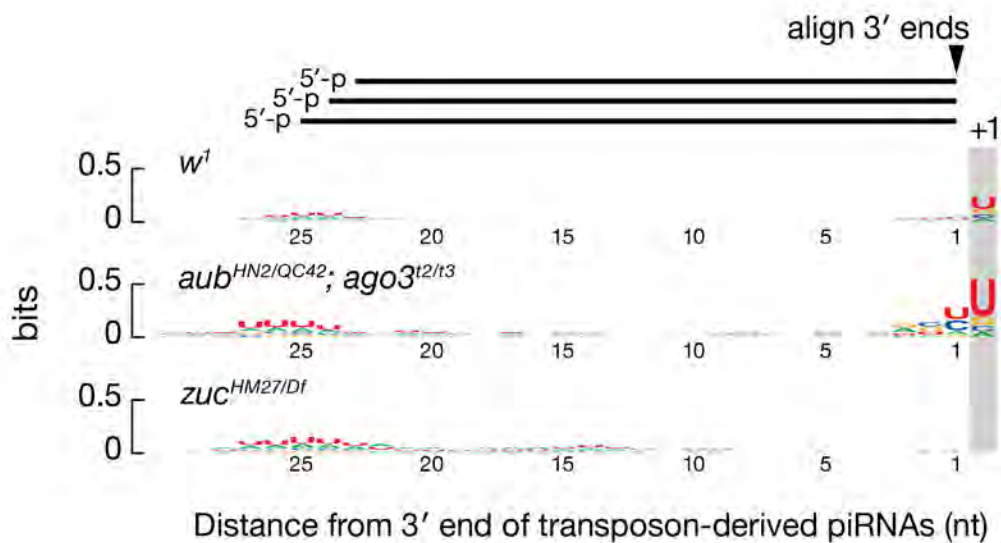 align 3′ ends
5′-p
5′-p
5′-p
+1
w¹
0.5
0
25 20 15 10 5 1
aubHN2/QC42; ago3t2/t3
0.5
0
25 20 15 10 5 1
bits
zucHM27/Df
0.5
0
25 20 15 10 5 1
Distance from 3′ end of transposon-derived piRNAs (nt)